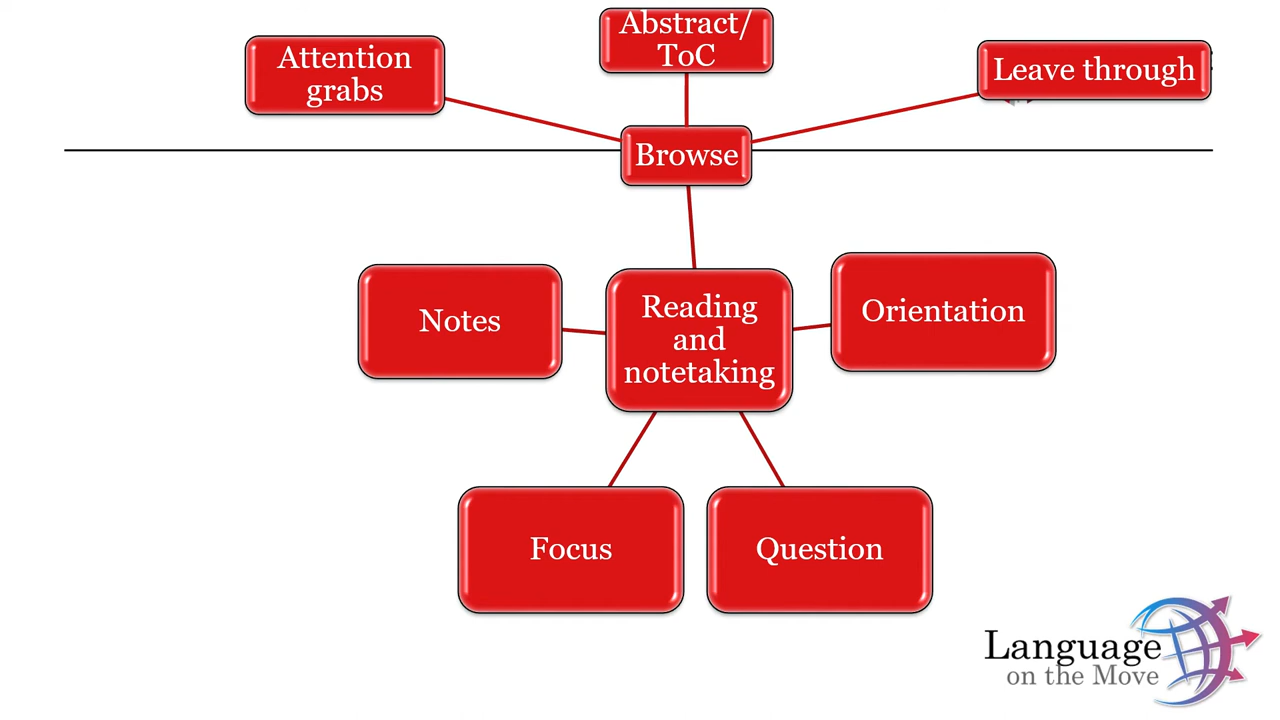 Abstract/
ToC
Attention
grabs
Leave through
Browse
Notes
Reading
and
notetaking
Orientation
Focus
Question
Language
on the Move